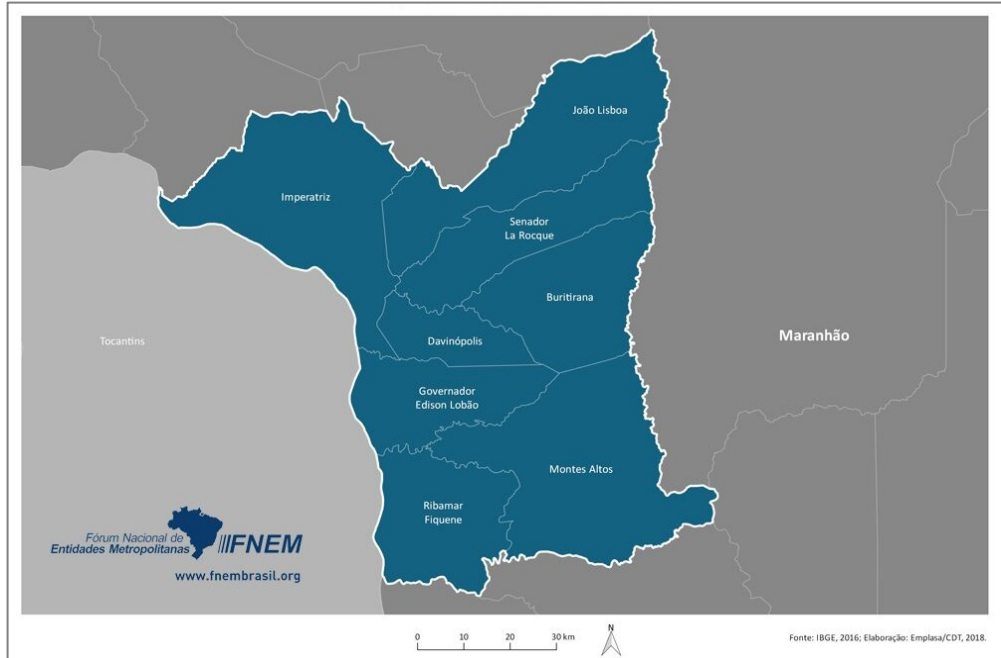 João Lisboa
Imperatriz
Senador
La Rocque
Buritirana
Maranhão
Tocantins
Davinópolis
Governador
Edison Lobão
Montes Altos
Ribamar
Fiquene
Fórum Nacional de
Entidades Metropolitanas
FNEM
www.fnembrasil.org
0 10 20 30 km
N
Fonte: IBGE, 2016; Elaboração: Emplasa/CDT, 2018.